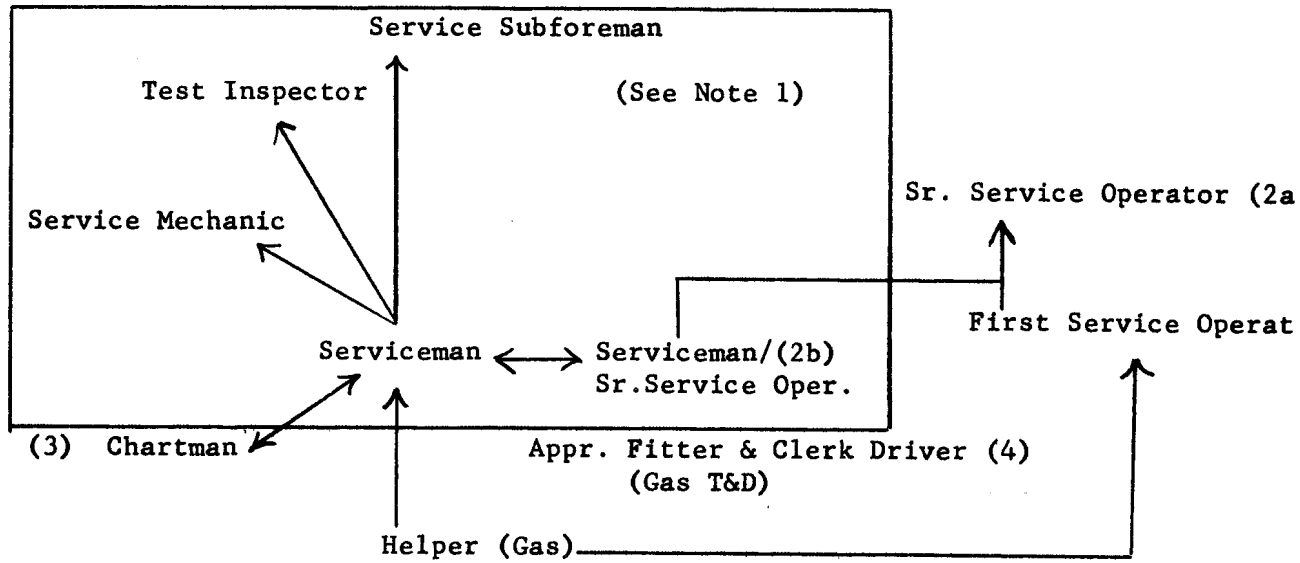 Service Subforeman
Test Inspector (See Note 1)
Sr. Service Operator (2a
Service Mechanic
First Service Operat
Serviceman Serviceman/(2b)
Sr.Service Oper.
(3) Chartman Appr. Fitter & Clerk Driver (4)
(Gas T&D)
Helper (Gas)